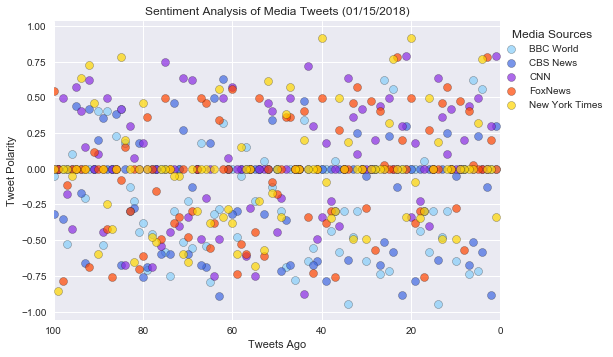 Sentiment Analysis of Media Tweets (01/15/2018)
Tweet Polarity
1.00
0.75
0.50
0.25
0.00
−0.25
−0.50
−0.75
−1.00
100
80
60
40
20
0
Tweets Ago
Media Sources
BBC World
CBS News
CNN
FoxNews
New York Times